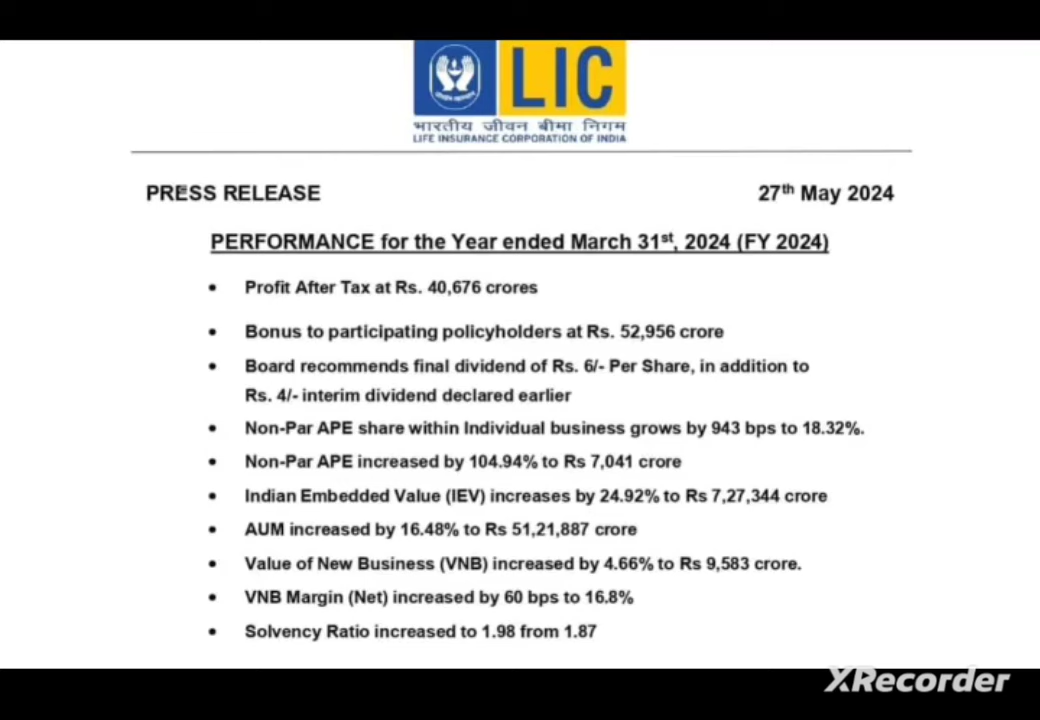 LIC
भारतीय जीवन बीमा निगम
LIFE INSURANCE CORPORATION OF INDIA
PRESS RELEASE 27th May 2024
PERFORMANCE for the Year ended March 31st, 2024 (FY 2024)
• Profit After Tax at Rs. 40,676 crores
• Bonus to participating policyholders at Rs. 52,956 crore
• Board recommends final dividend of Rs. 6/- Per Share, in addition to
Rs. 4/- interim dividend declared earlier
• Non-Par APE share within Individual business grows by 943 bps to 18.32%.
• Non-Par APE increased by 104.94% to Rs 7,041 crore
• Indian Embedded Value (IEV) increases by 24.92% to Rs 7,27,344 crore
• AUM increased by 16.48% to Rs 51,21,887 crore
• Value of New Business (VNB) increased by 4.66% to Rs 9,583 crore.
• VNB Margin (Net) increased by 60 bps to 16.8%
• Solvency Ratio increased to 1.98 from 1.87
XRecorder